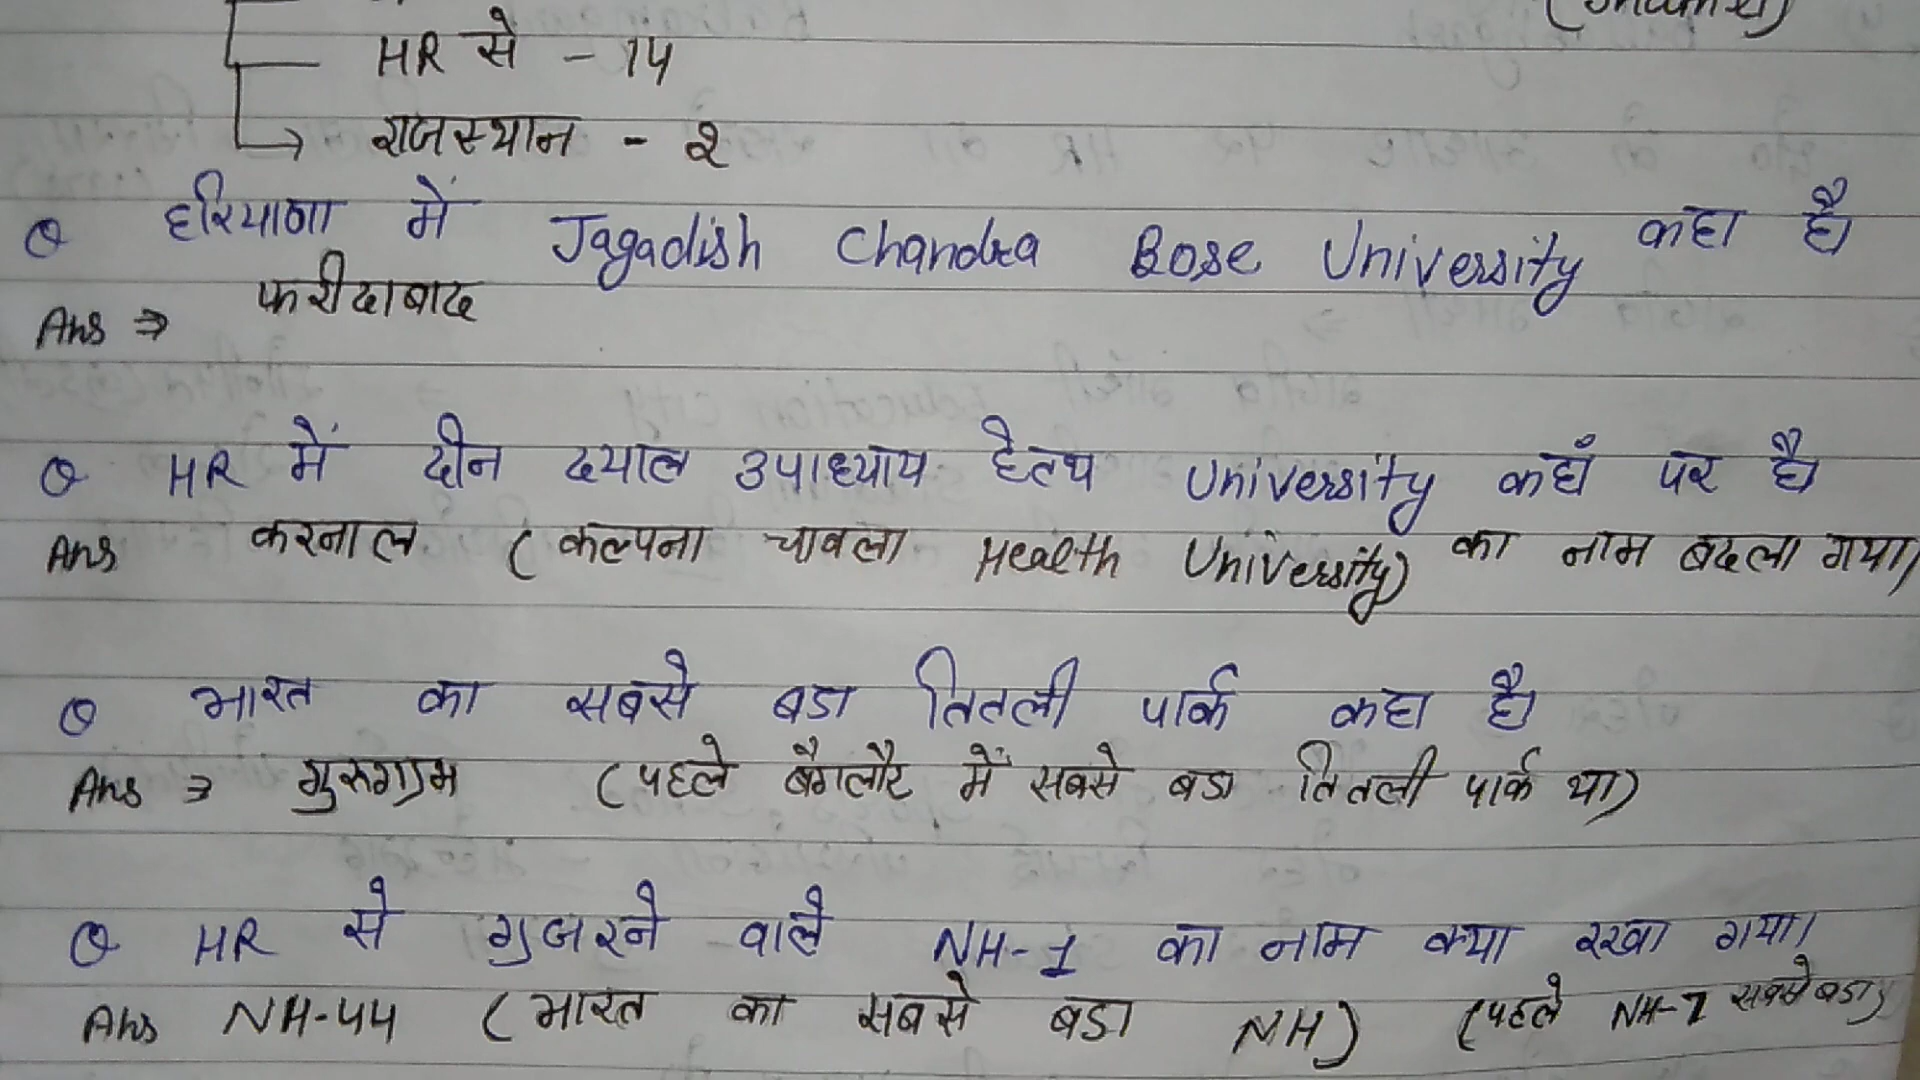 HR से - 14
राजस्थान - 2
Q हरियाणा में Jagadish Chandra Bose University कहा है।
Ans ⇒ फरीदाबाद
Q HR में दीन दयाल उपाध्याय हेल्थ University कहाँ पर है।
Ans करनाल (कल्पना चावला Health University) का नाम बदला गया।
Q भारत का सबसे बडा तितली पार्क कहा है।
Ans ⇒ गुरुग्राम (पहले बैंगलौर में सबसे बडा तितली पार्क था)
Q HR से गुजरने वाले NH-1 का नाम क्या रखा गया।
Ans NH-44 (भारत का सबसे बडा NH) (पहले NH-7 सबसे बडा)